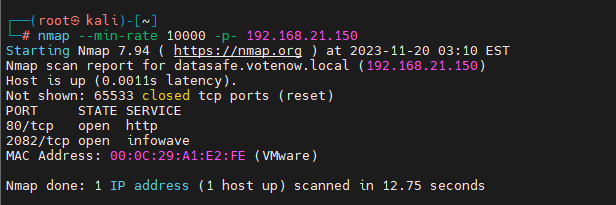 ┌──(root㉿kali)-[~]
└─# nmap --min-rate 10000 -p- 192.168.21.150
Starting Nmap 7.94 ( https://nmap.org ) at 2023-11-20 03:10 EST
Nmap scan report for datasafe.votenow.local (192.168.21.150)
Host is up (0.0011s latency).
Not shown: 65533 closed tcp ports (reset)
PORT     STATE SERVICE
80/tcp   open  http
2082/tcp open  infowave
MAC Address: 00:0C:29:A1:E2:FE (VMware)
Nmap done: 1 IP address (1 host up) scanned in 12.75 seconds